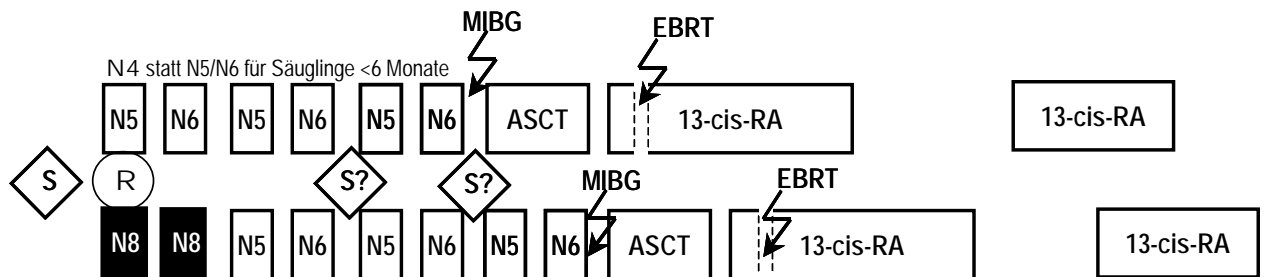 MIBG
EBRT
N4 statt N5/N6 für Säuglinge <6 Monate
N5 N6 N5 N6 N5 N6 ASCT 13-cis-RA 13-cis-RA
S R S? S? MIBG EBRT
N8 N8 N5 N6 N5 N6 N5 N6 ASCT 13-cis-RA 13-cis-RA